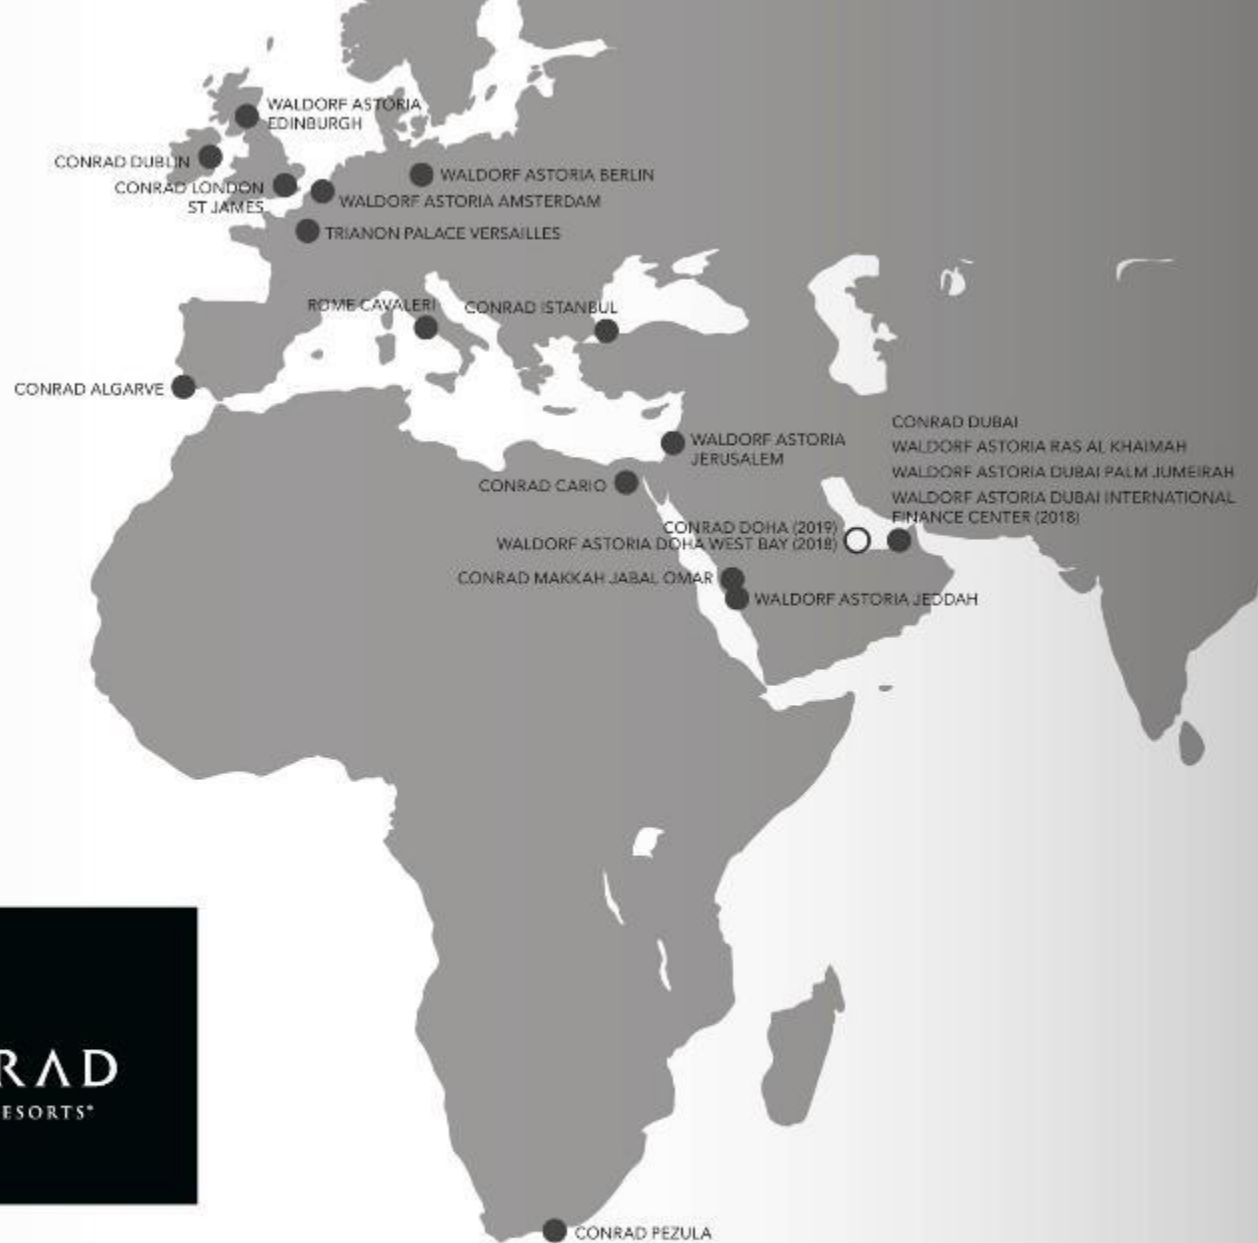 WALDORF ASTORIA
EDINBURGH
CONRAD DUBLIN
CONRAD LONDON
ST JAMES
WALDORF ASTORIA BERLIN
WALDORF ASTORIA AMSTERDAM
TRIANON PALACE VERSAILLES
ROME CAVALERI
CONRAD ISTANBUL
CONRAD ALGARVE
WALDORF ASTORIA
JERUSALEM
CONRAD CARIO
CONRAD DUBAI
WALDORF ASTORIA RAS AL KHAIMAH
WALDORF ASTORIA DUBAI PALM JUMEIRAH
WALDORF ASTORIA DUBAI INTERNATIONAL
FINANCE CENTER (2018)
CONRAD DOHA (2019)
WALDORF ASTORIA DOHA WEST BAY (2018)
CONRAD MAKKAH JABAL OMAR
WALDORF ASTORIA JEDDAH
RAD
ESORTS
CONRAD PEZULA